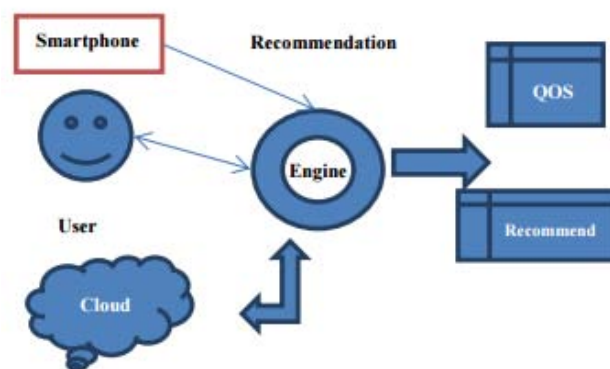 Smartphone
Recommendation
QOS
Engine
User
Recommend
Cloud